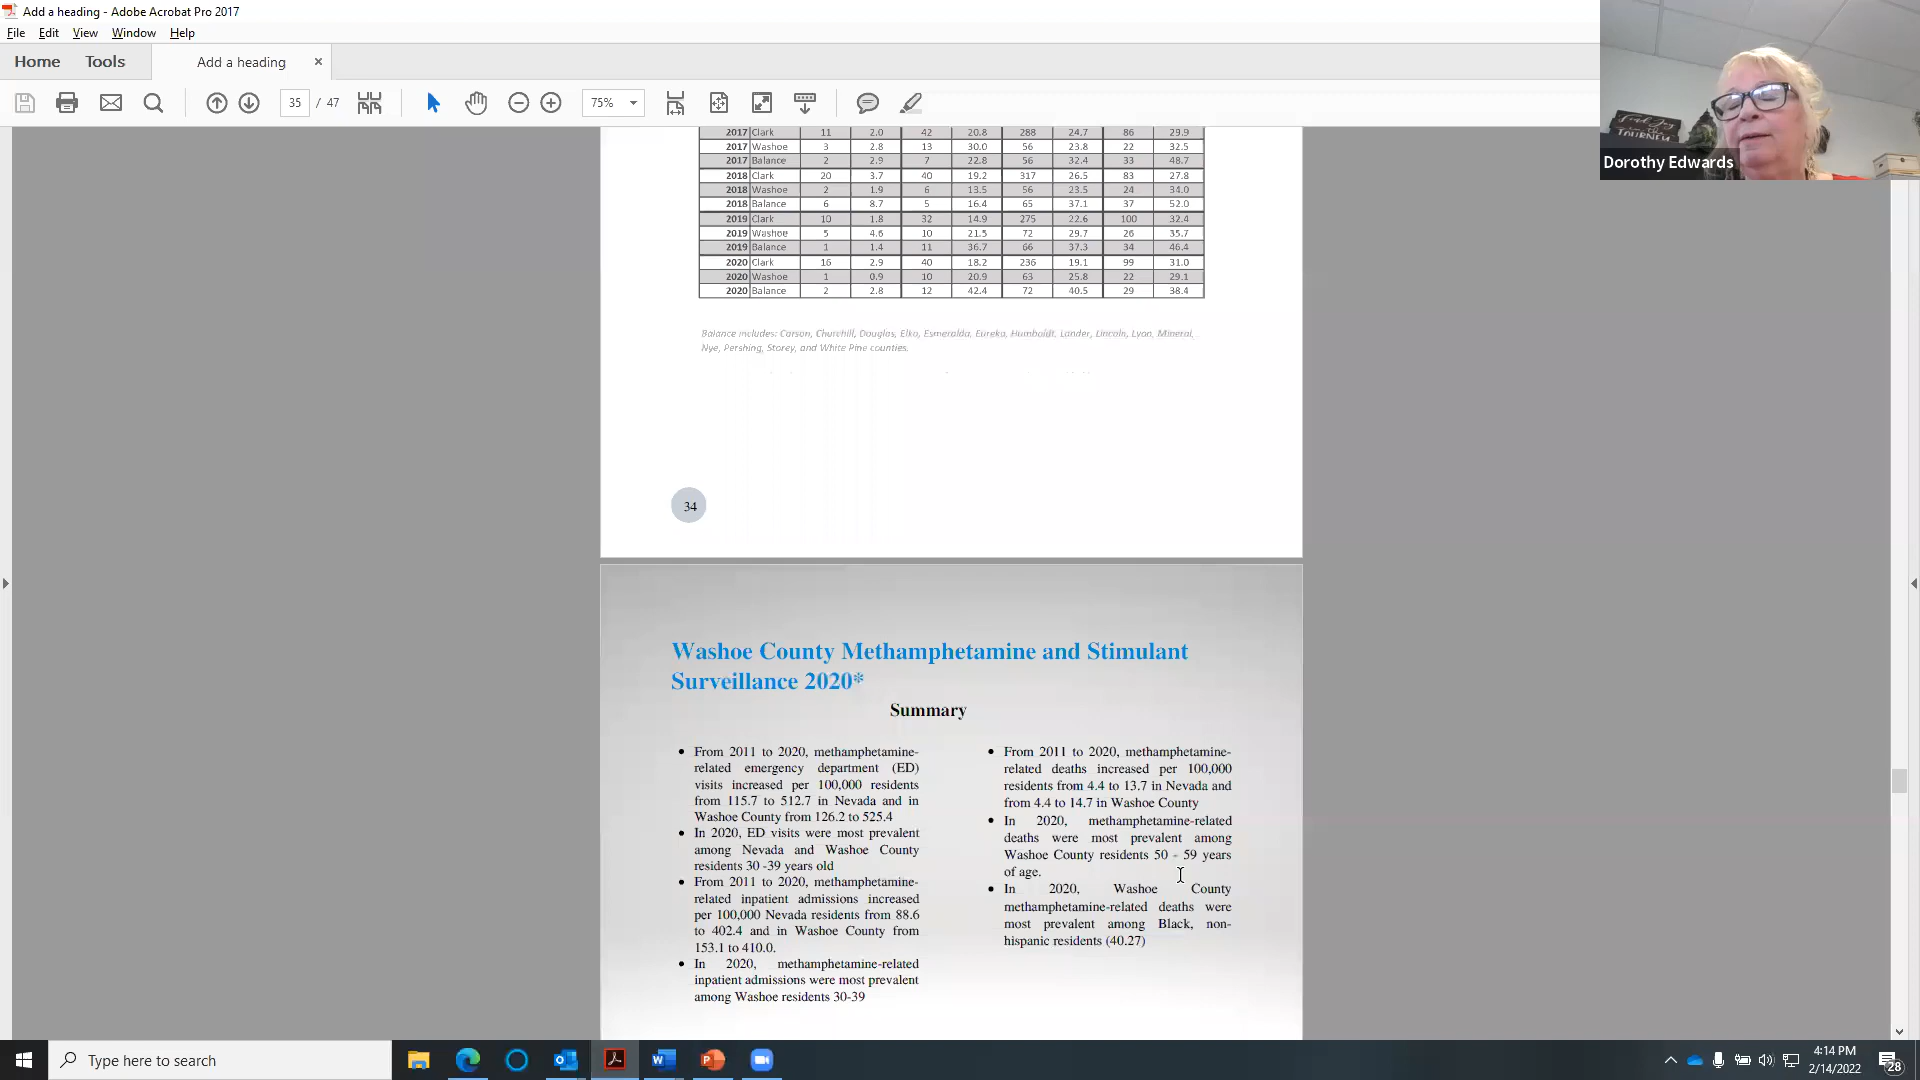 Add a heading - Adobe Acrobat Pro 2017
File Edit View Window Help
Home Tools Add a heading ×
35 / 47 75%
2017 Clark 11 2.0 42 20.8 288 24.7 86 29.9
2017 Washoe 3 2.8 13 30.0 56 23.8 22 32.5
2017 Balance 2 2.9 7 22.8 56 32.4 33 48.7
2018 Clark 20 3.7 40 19.2 317 26.5 83 27.8
2018 Washoe 2 1.9 6 13.5 56 23.5 24 34.0
2018 Balance 6 8.7 5 16.4 65 37.1 37 52.0
2019 Clark 10 1.8 32 14.9 275 22.6 100 32.4
2019 Washoe 5 4.6 10 21.5 72 29.7 26 35.7
2019 Balance 1 1.4 11 36.7 66 37.3 34 46.4
2020 Clark 16 2.9 40 18.2 236 19.1 99 31.0
2020 Washoe 1 0.9 10 20.9 63 25.8 22 29.1
2020 Balance 2 2.8 12 42.4 72 40.5 29 38.4
Balance includes: Carson, Churchill, Douglas, Elko, Esmeralda, Eureka, Humboldt, Lander, Lincoln, Lyon, Mineral,
Nye, Pershing, Storey, and White Pine counties.
34
Washoe County Methamphetamine and Stimulant
Surveillance 2020*
Summary
• From 2011 to 2020, methamphetamine-
related emergency department (ED)
visits increased per 100,000 residents
from 115.7 to 512.7 in Nevada and in
Washoe County from 126.2 to 525.4
• In 2020, ED visits were most prevalent
among Nevada and Washoe County
residents 30 -39 years old
• From 2011 to 2020, methamphetamine-
related inpatient admissions increased
per 100,000 Nevada residents from 88.6
to 402.4 and in Washoe County from
153.1 to 410.0.
• In 2020, methamphetamine-related
inpatient admissions were most prevalent
among Washoe residents 30-39
• From 2011 to 2020, methamphetamine-
related deaths increased per 100,000
residents from 4.4 to 13.7 in Nevada and
from 4.4 to 14.7 in Washoe County
• In 2020, methamphetamine-related
deaths were most prevalent among
Washoe County residents 50 - 59 years
of age.
• In 2020, Washoe County
methamphetamine-related deaths were
most prevalent among Black, non-
hispanic residents (40.27)
JOURNEY
Dorothy Edwards
Type here to search
4:14 PM
2/14/2022
28